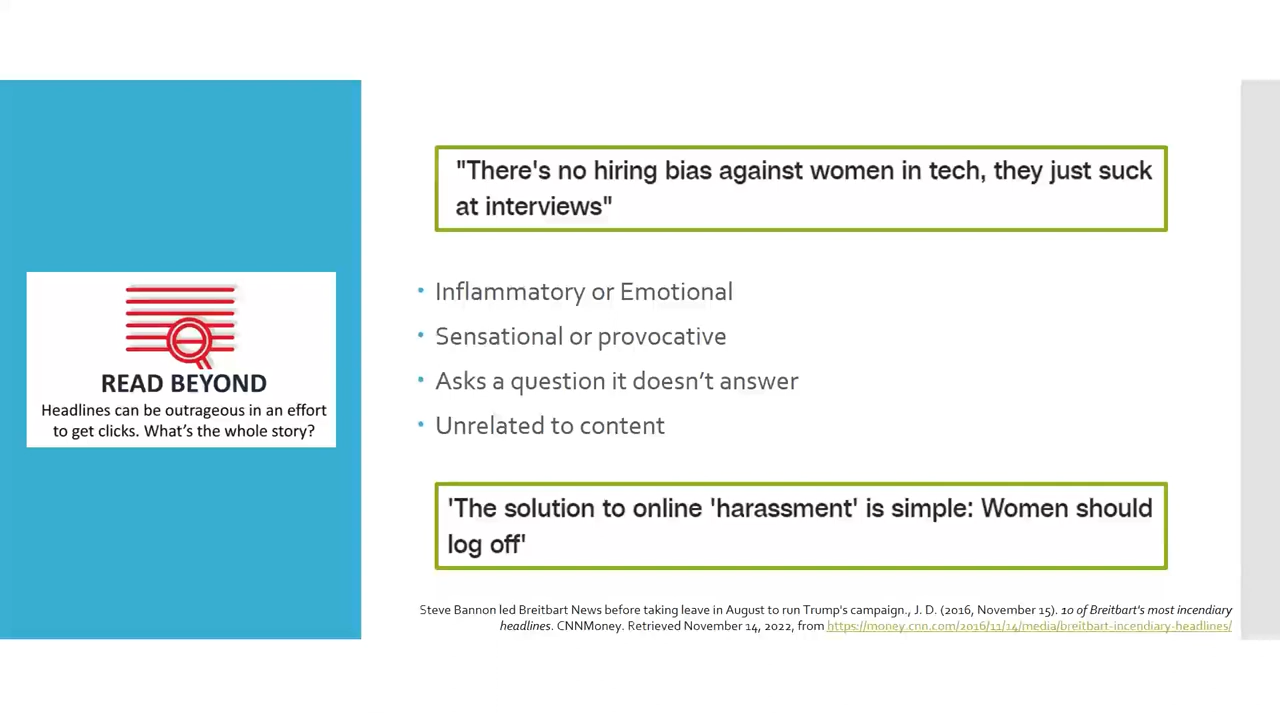 "There's no hiring bias against women in tech, they just suck
at interviews"
READ BEYOND
Headlines can be outrageous in an effort
to get clicks. What's the whole story?
• Inflammatory or Emotional
• Sensational or provocative
• Asks a question it doesn't answer
• Unrelated to content
'The solution to online 'harassment' is simple: Women should
log off'
Steve Bannon led Breitbart News before taking leave in August to run Trump's campaign., J. D. (2016, November 15). 10 of Breitbart's most incendiary
headlines. CNNMoney. Retrieved November 14, 2022, from https://money.cnn.com/2016/11/14/media/breitbart-incendiary-headlines/